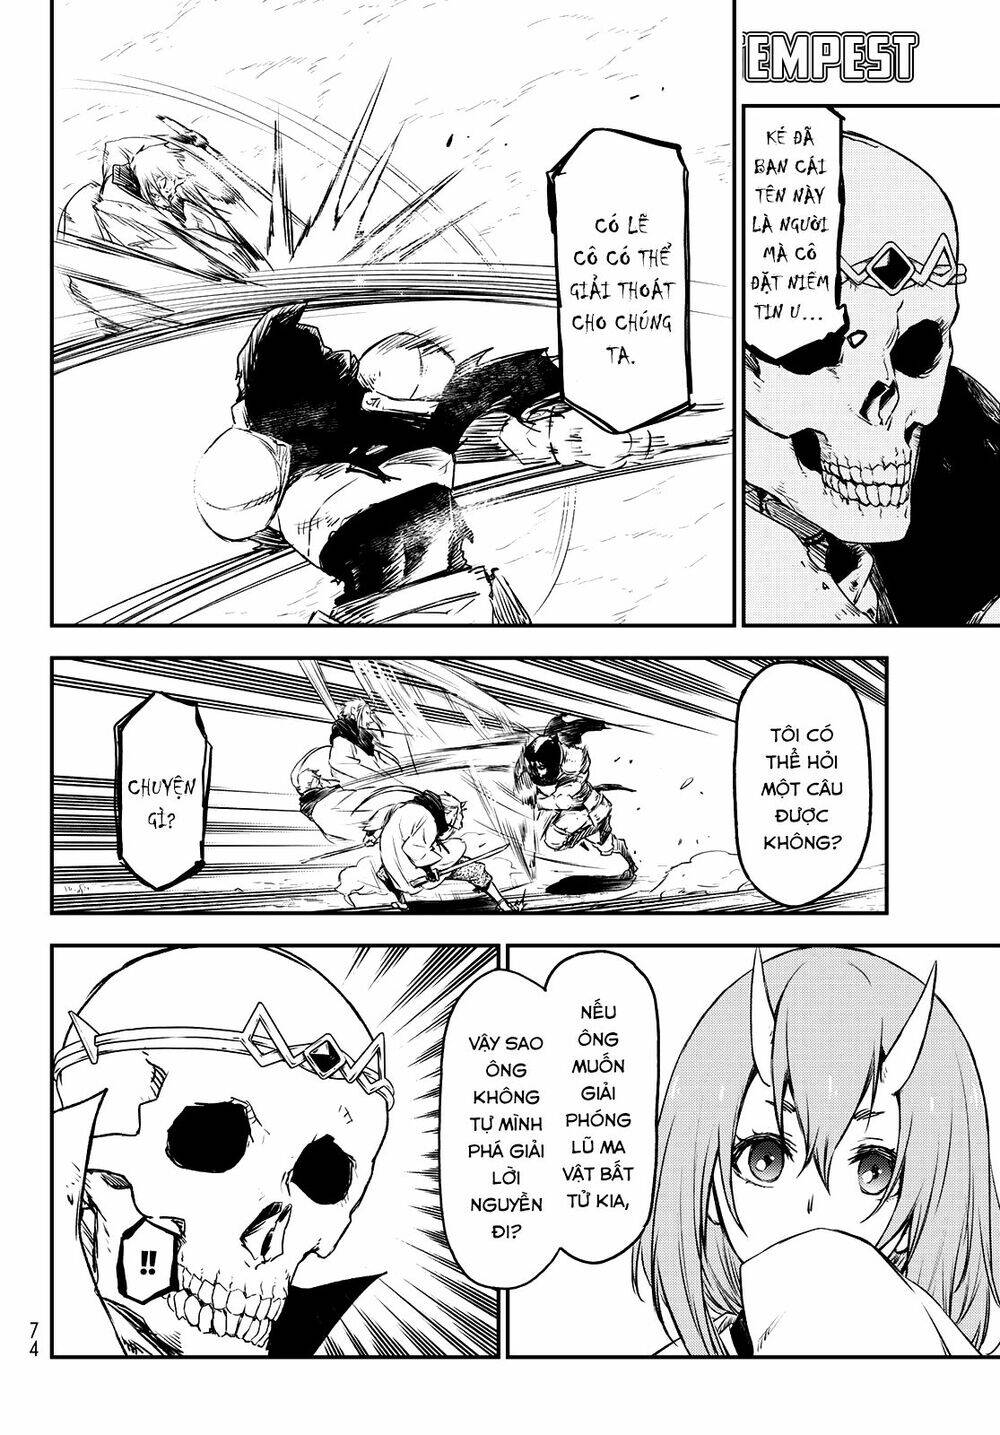 TEMPEST
KẺ ĐÃ
BAN CÁI
TÊN NÀY
LÀ NGƯỜI
MÀ CÔ
ĐẶT NIỀM
TIN Ư...
CÓ LẼ
CÔ CÓ THỂ
GIẢI THOÁT
CHO CHÚNG
TA.
TÔI CÓ
THỂ HỎI
MỘT CÂU
ĐƯỢC
KHÔNG?
CHUYỆN
GÌ?
NẾU
ÔNG
MUỐN
GIẢI
PHÓNG
LŨ MA
VẬT BẤT
TỬ KIA,
VẬY SAO
ÔNG
KHÔNG
TỰ MÌNH
PHÁ GIẢI
LỜI
NGUYỀN
ĐI?
!!
74